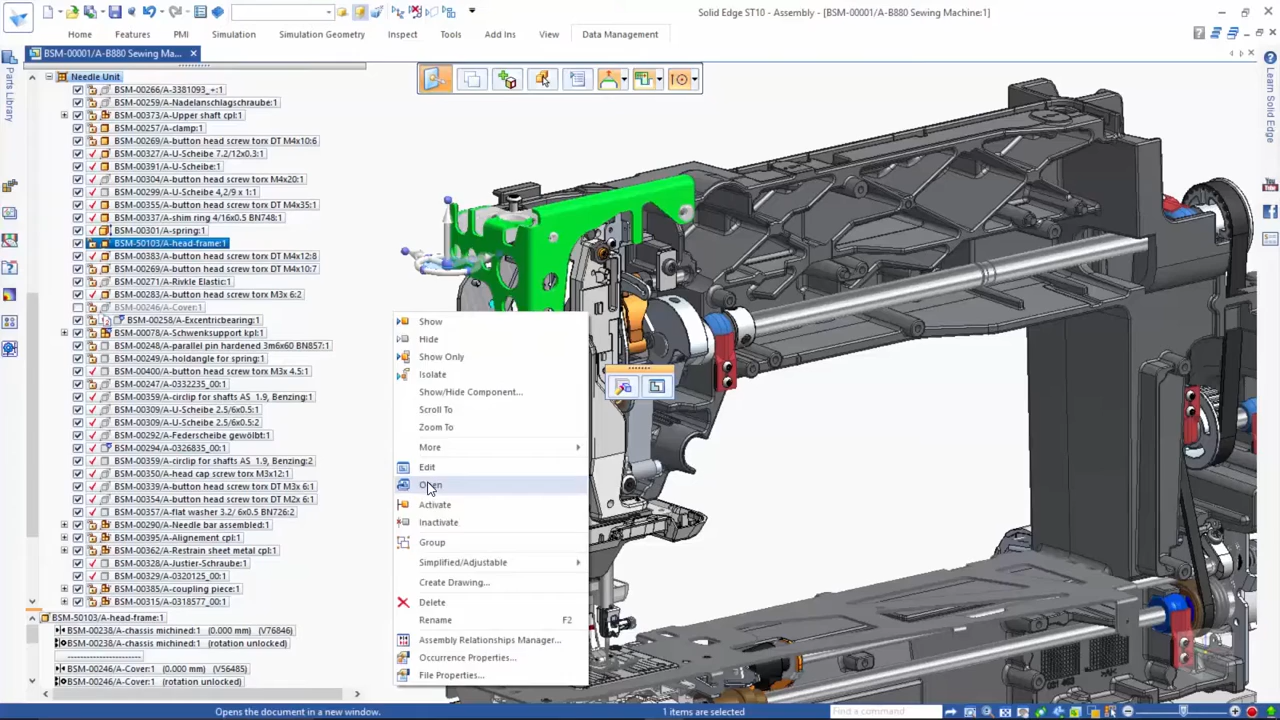 Solid Edge ST10 - Assembly - [BSM-00001/A-B880 Sewing Machine:1]
Home
Features
PMI
Simulation
Simulation Geometry
Inspect
Tools
Add Ins
View
Data Management
BSM-00001/A-B880 Sewing Ma...
Parts Library
Learn Solid Edge
You Tube
Needle Unit
BSM-00266/A-3381093_-+:1
BSM-00259/A-Nadelanschlagschraube:1
BSM-00373/A-Upper shaft cpl:1
BSM-00257/A-clamp:1
BSM-00269/A-button head screw torx DT M4x10:6
BSM-00327/A-U-Scheibe 7.2/12x0.3:1
BSM-00391/A-U-Scheibe:1
BSM-00304/A-button head screw torx M4x20:1
BSM-00299/A-U-Scheibe 4,2/9 x 1:1
BSM-00355/A-button head screw torx DT M4x35:1
BSM-00337/A-shim ring 4/16x0.5 BN748:1
BSM-00301/A-spring:1
BSM-50103/A-head-frame:1
BSM-00383/A-button head screw torx DT M4x12:8
BSM-00269/A-button head screw torx DT M4x10:7
BSM-00271/A-Rivkle Elastic:1
BSM-00283/A-button head screw torx M3x 6:2
BSM-00246/A-Cover:1
BSM-00258/A-Excentricbearing:1
BSM-00078/A-Schwenksupport kpl:1
BSM-00248/A-parallel pin hardened 3m6x60 BN857:1
BSM-00249/A-holdangle for spring:1
BSM-00400/A-button head screw torx M3x 4.5:1
BSM-00247/A-0332235_00:1
BSM-00359/A-circlip for shafts AS  1.9, Benzing:1
BSM-00309/A-U-Scheibe 2.5/6x0.5:1
BSM-00309/A-U-Scheibe 2.5/6x0.5:2
BSM-00292/A-Federscheibe gewölbt:1
BSM-00294/A-0326835_00:1
BSM-00359/A-circlip for shafts AS  1.9, Benzing:2
BSM-00350/A-head cap screw torx M3x12:1
BSM-00339/A-button head screw torx DT M3x 6:1
BSM-00354/A-button head screw torx DT M2x 6:1
BSM-00357/A-flat washer 3.2/ 6x0.5 BN726:2
BSM-00290/A-Needle bar assembled:1
BSM-00395/A-Alignement cpl:1
BSM-00362/A-Restrain sheet metal cpl:1
BSM-00328/A-Justier-Schraube:1
BSM-00329/A-0320125_00:1
BSM-00385/A-coupling piece:1
BSM-00315/A-0318577_00:1
BSM-50103/A-head-frame:1
BSM-00238/A-chassis michined:1  (0.000 mm)  (V76846)
BSM-00238/A-chassis michined:1  (rotation unlocked)
--------------------
BSM-00246/A-Cover:1  (0.000 mm)  (V56485)
BSM-00246/A-Cover:1  (rotation unlocked)
Show
Hide
Show Only
Isolate
Show/Hide Component...
Scroll To
Zoom To
More
Edit
Open
Activate
Inactivate
Group
Simplified/Adjustable
Create Drawing...
Delete
Rename F2
Assembly Relationships Manager...
Occurrence Properties...
File Properties...
Opens the document in a new window.
1 items are selected
Find a command